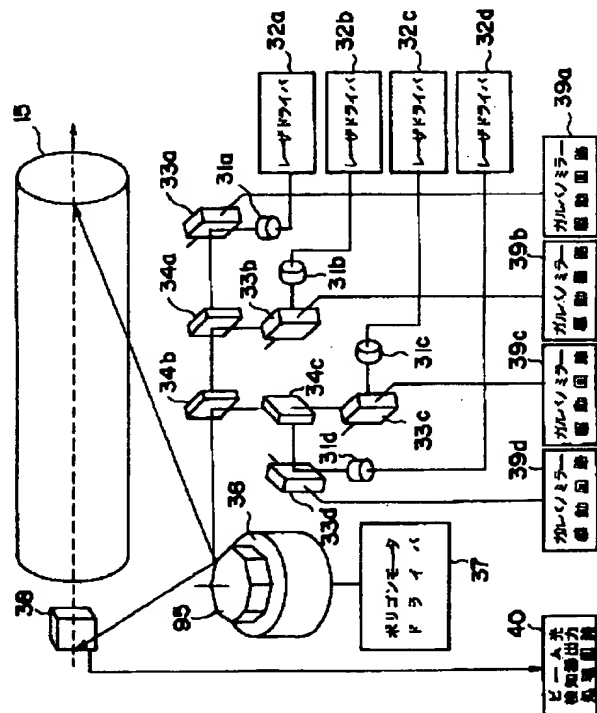 15
38
33a
31a
34a
33b
31b
34b
34c
31c
31d
33c
33d
95
36
32a
レーザドライバ
32b
レーザドライバ
32c
レーザドライバ
32d
レーザドライバ
39a
ガルバノミラー
駆動回路
39b
ガルバノミラー
駆動回路
39c
ガルバノミラー
駆動回路
39d
ガルバノミラー
駆動回路
ポリゴンモータ
ドライバ
37
40
ビーム光
検知器出力
処理回路